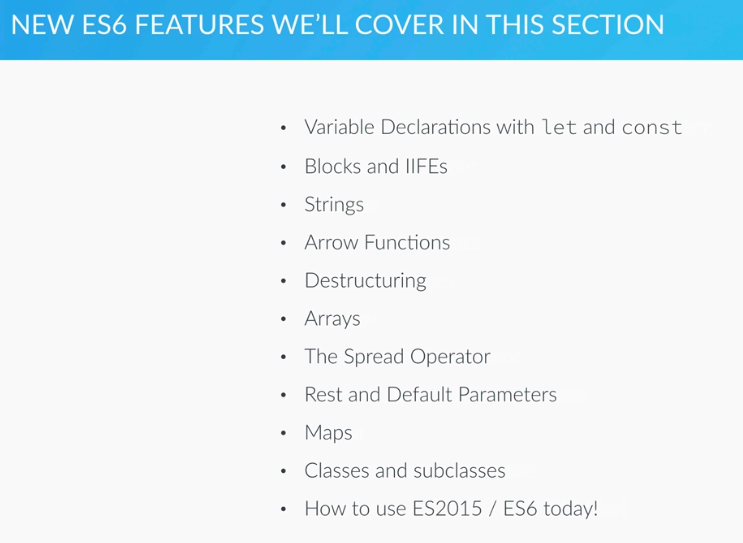 NEW ES6 FEATURES WE'LL COVER IN THIS SECTION
• Variable Declarations with let and const
• Blocks and IIFEs
• Strings
• Arrow Functions
• Destructuring
• Arrays
• The Spread Operator
• Rest and Default Parameters
• Maps
• Classes and subclasses
• How to use ES2015 / ES6 today!